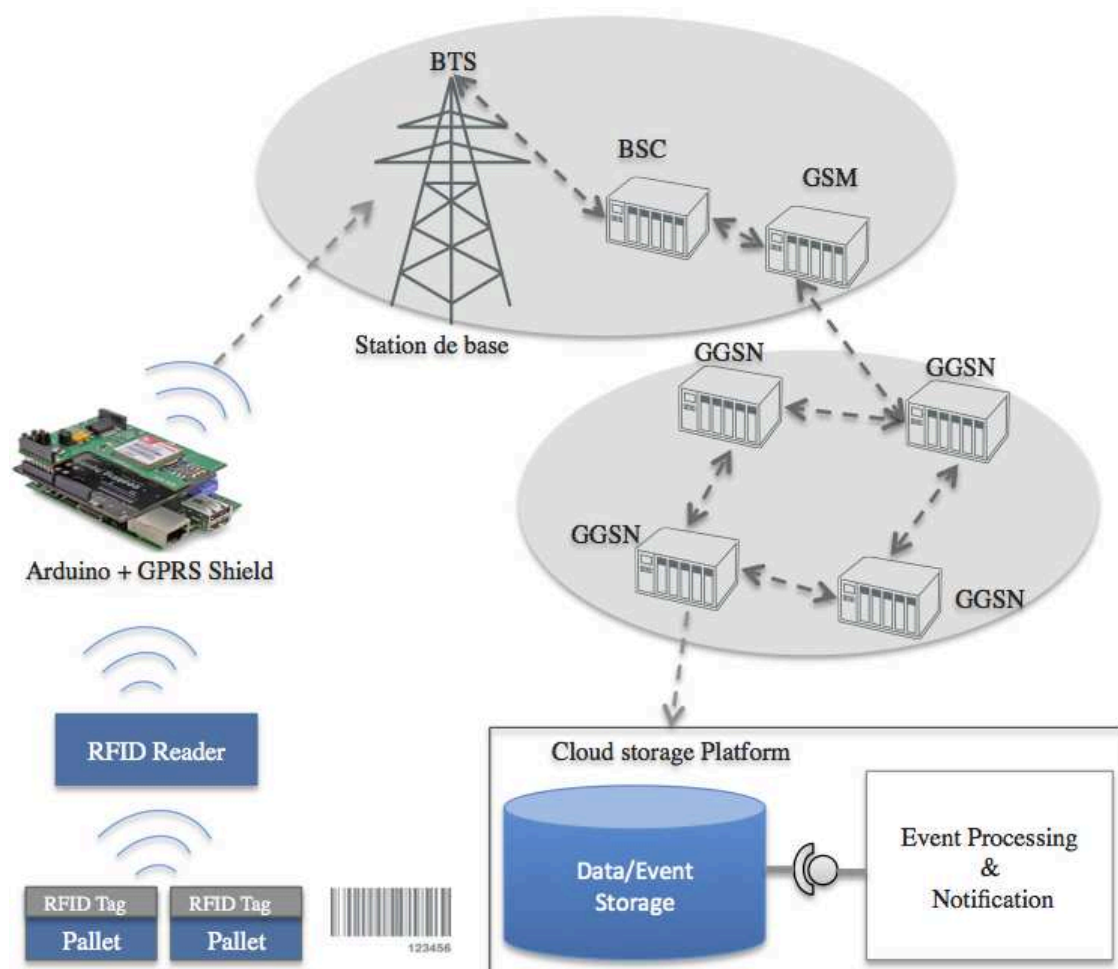 BTS
BSC
GSM
Station de base
GGSN
GGSN
GGSN
GGSN
Arduino + GPRS Shield
RFID Reader
RFID Tag
RFID Tag
Pallet
Pallet
123456
Cloud storage Platform
Data/Event
Storage
Event Processing
&
Notification